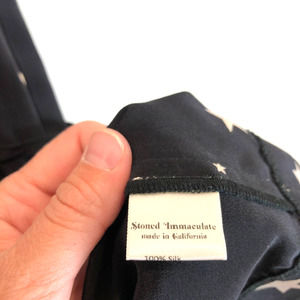 Stoned Immaculate
made in California
100% Silk